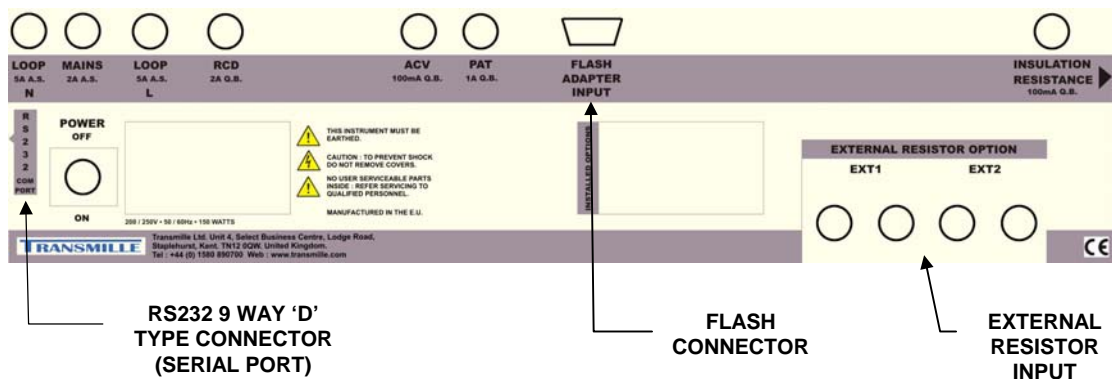 LOOP
5A A.S.
N
MAINS
2A A.S.
LOOP
5A A.S.
L
RCD
2A Q.B.
ACV
100mA Q.B.
PAT
1A Q.B.
FLASH
ADAPTER
INPUT
INSULATION
RESISTANCE
100mA Q.B.
RS232
COM
PORT
POWER
OFF
ON
200 / 250V • 50 / 60Hz • 150 WATTS
THIS INSTRUMENT MUST BE
EARTHED.
CAUTION : TO PREVENT SHOCK
DO NOT REMOVE COVERS.
NO USER SERVICEABLE PARTS
INSIDE : REFER SERVICING TO
QUALIFIED PERSONNEL.
MANUFACTURED IN THE E.U.
INSTALLED OPTIONS
EXTERNAL RESISTOR OPTION
EXT1
EXT2
TRANSMILLE
Transmille Ltd. Unit 4, Select Business Centre, Lodge Road,
Staplehurst, Kent. TN12 0QW. United Kingdom.
Tel : +44 (0) 1580 890700 Web : www.transmille.com
CE
RS232 9 WAY ‘D’
TYPE CONNECTOR
(SERIAL PORT)
FLASH
CONNECTOR
EXTERNAL
RESISTOR
INPUT